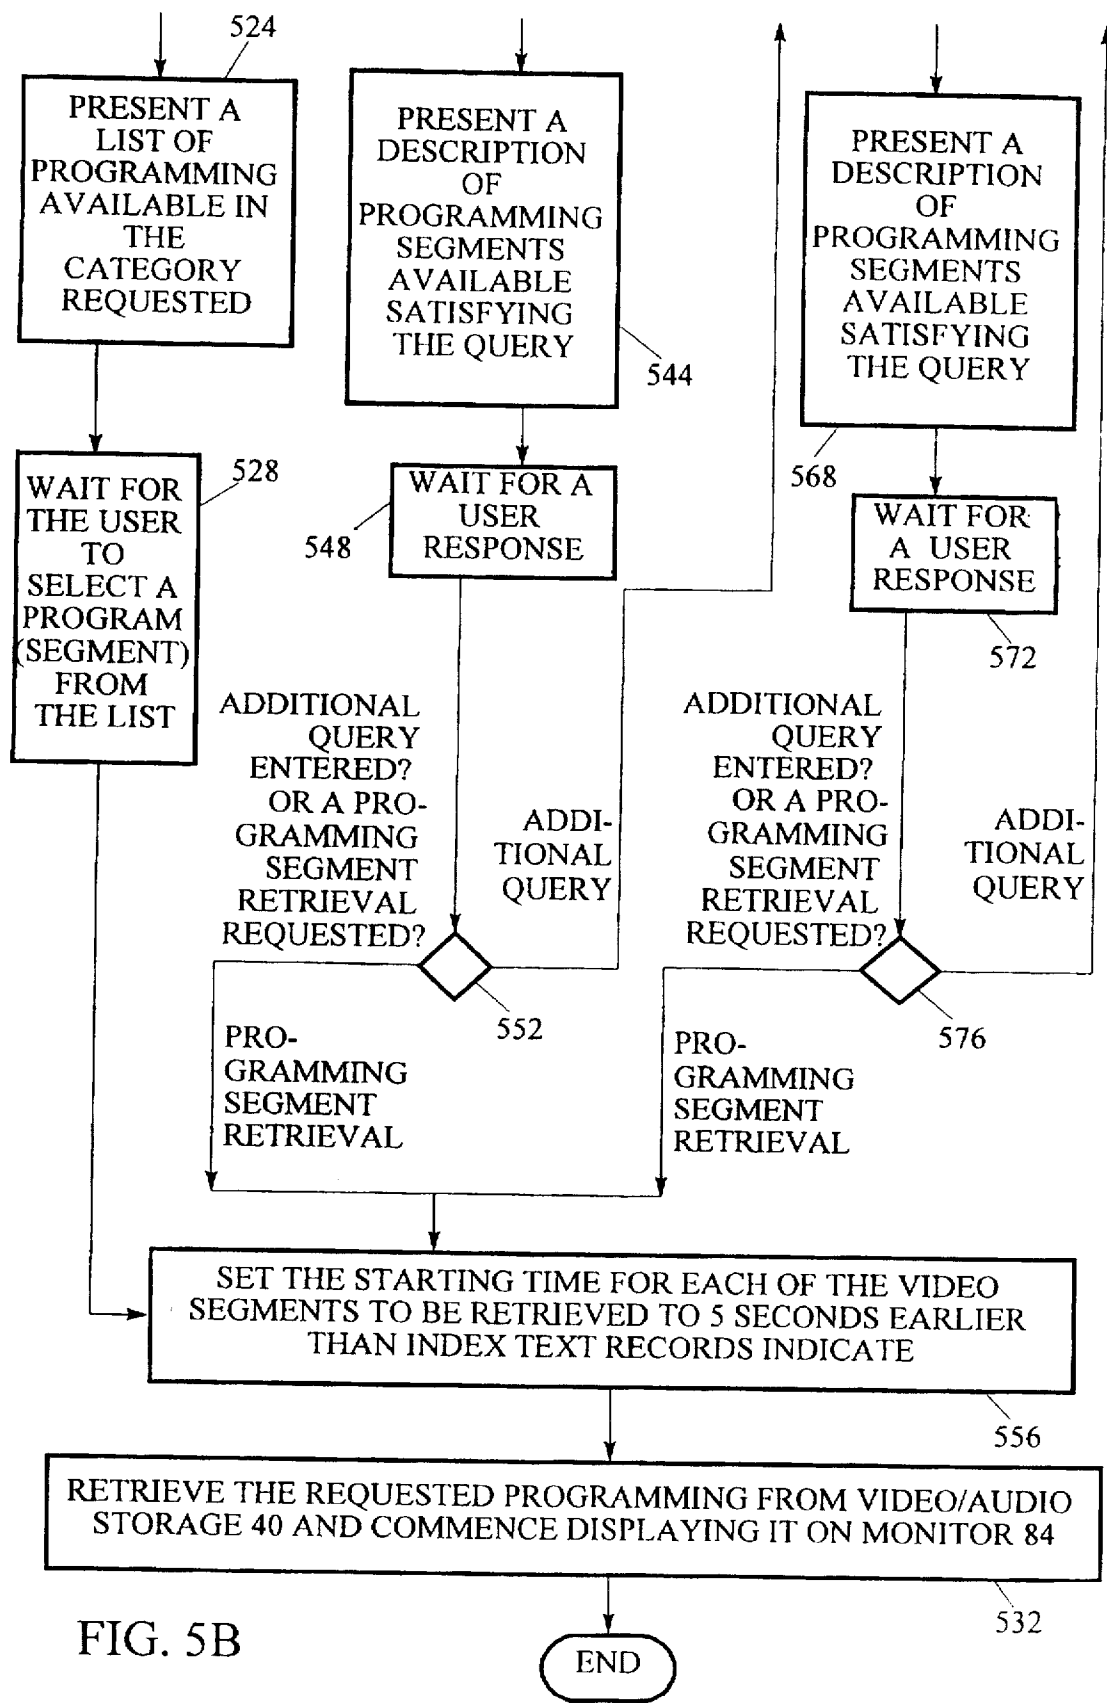 524
PRESENT A
LIST OF
PROGRAMMING
AVAILABLE IN
THE
CATEGORY
REQUESTED
PRESENT A
DESCRIPTION
OF
PROGRAMMING
SEGMENTS
AVAILABLE
SATISFYING
THE QUERY
544
PRESENT A
DESCRIPTION
OF
PROGRAMMING
SEGMENTS
AVAILABLE
SATISFYING
THE QUERY
568
WAIT FOR
THE USER
TO
SELECT A
PROGRAM
(SEGMENT)
FROM
THE LIST
528
WAIT FOR A
USER
RESPONSE
548
WAIT FOR
A USER
RESPONSE
572
ADDITIONAL
QUERY
ENTERED?
OR A PRO-
GRAMMING
SEGMENT
RETRIEVAL
REQUESTED?
ADDI-
TIONAL
QUERY
552
ADDITIONAL
QUERY
ENTERED?
OR A PRO-
GRAMMING
SEGMENT
RETRIEVAL
REQUESTED?
ADDI-
TIONAL
QUERY
576
PRO-
GRAMMING
SEGMENT
RETRIEVAL
PRO-
GRAMMING
SEGMENT
RETRIEVAL
SET THE STARTING TIME FOR EACH OF THE VIDEO
SEGMENTS TO BE RETRIEVED TO 5 SECONDS EARLIER
THAN INDEX TEXT RECORDS INDICATE
556
RETRIEVE THE REQUESTED PROGRAMMING FROM VIDEO/AUDIO
STORAGE 40 AND COMMENCE DISPLAYING IT ON MONITOR 84
532
FIG. 5B
END